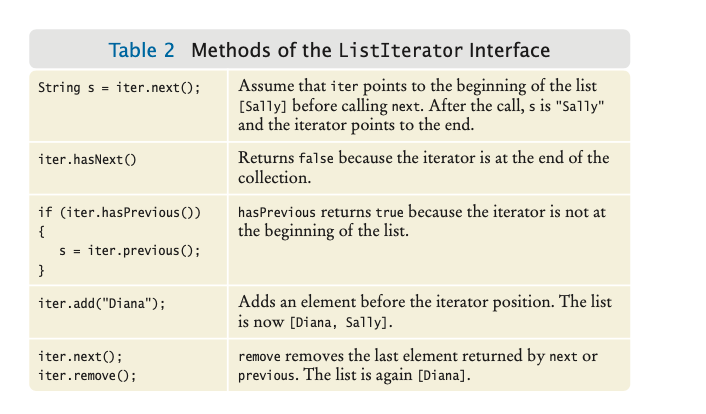 Table 2 Methods of the ListIterator Interface
String s = iter.next();
Assume that iter points to the beginning of the list
[Sally] before calling next. After the call, s is "Sally"
and the iterator points to the end.
iter.hasNext()
Returns false because the iterator is at the end of the
collection.
if (iter.hasPrevious())
{
   s = iter.previous();
}
hasPrevious returns true because the iterator is not at
the beginning of the list.
iter.add("Diana");
Adds an element before the iterator position. The list
is now [Diana, Sally].
iter.next();
iter.remove();
remove removes the last element returned by next or
previous. The list is again [Diana].